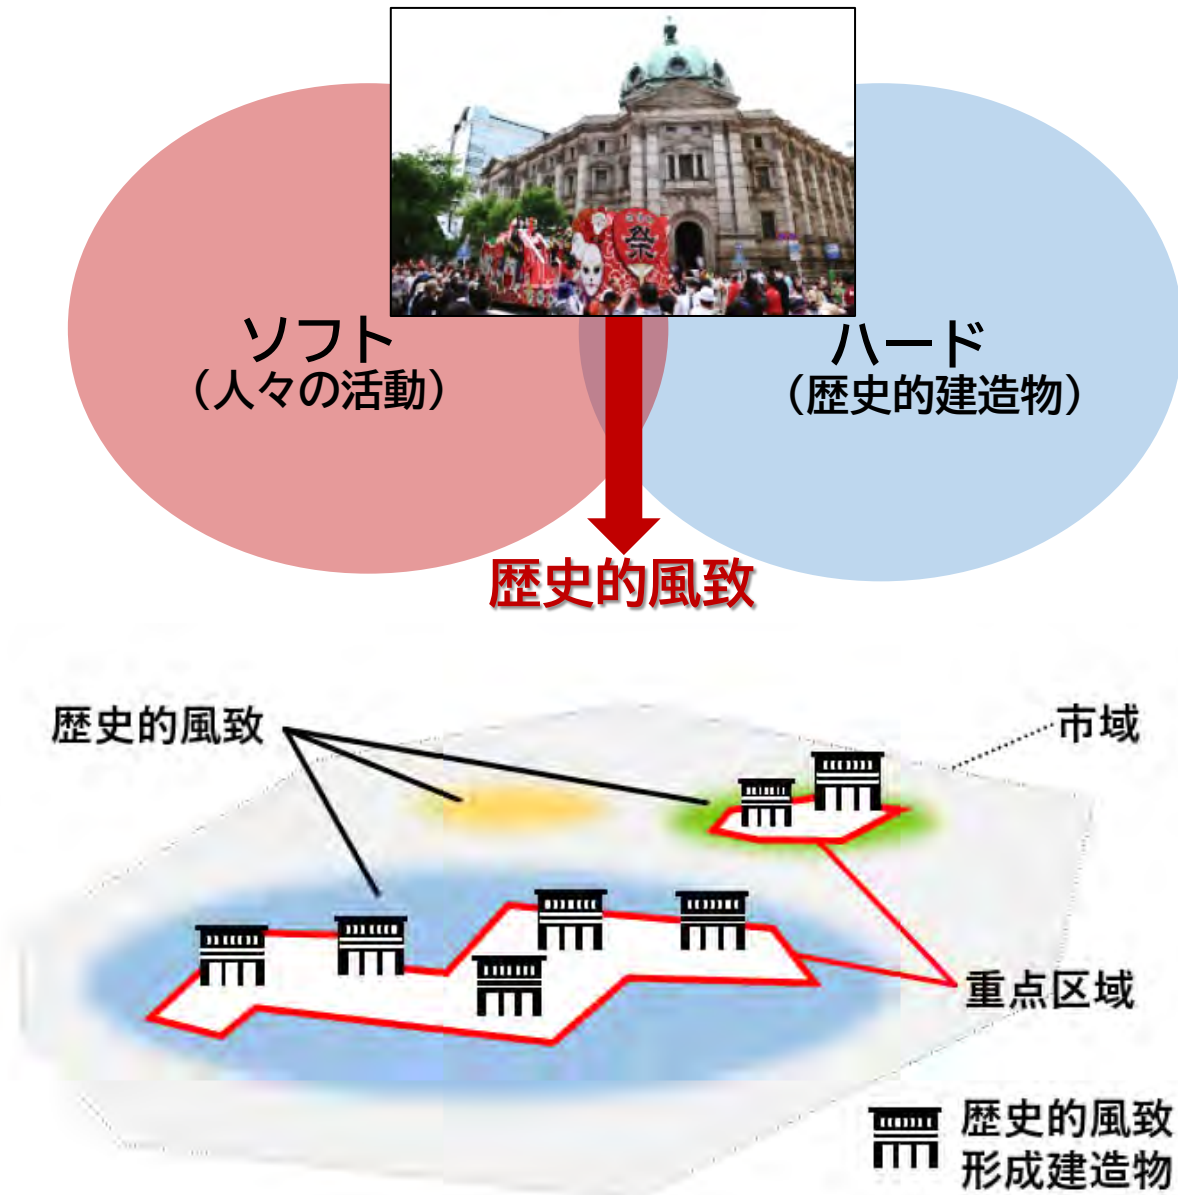 祭
ソフト
（人々の活動）
ハード
（歴史的建造物）
歴史的風致
歴史的風致
市域
重点区域
歴史的風致
形成建造物